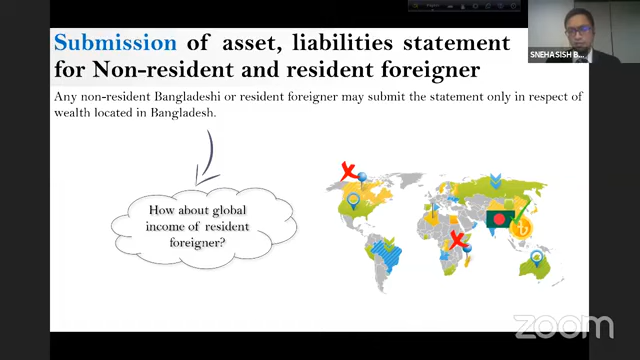 Submission of asset, liabilities statement
for Non-resident and resident foreigner
Any non-resident Bangladeshi or resident foreigner may submit the statement only in respect of
wealth located in Bangladesh.
How about global
income of resident
foreigner?
SNEHASISH B...
zoom